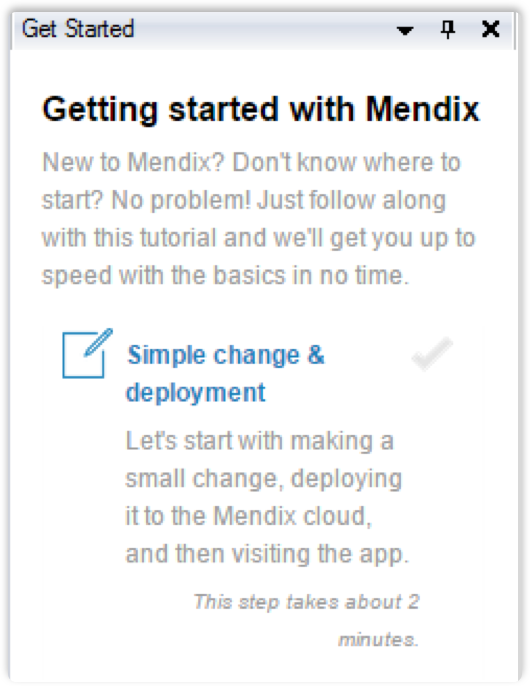 Get Started
Getting started with Mendix
New to Mendix? Don't know where to
start? No problem! Just follow along
with this tutorial and we'll get you up to
speed with the basics in no time.
Simple change &
deployment
Let's start with making a
small change, deploying
it to the Mendix cloud,
and then visiting the app.
This step takes about 2
minutes.